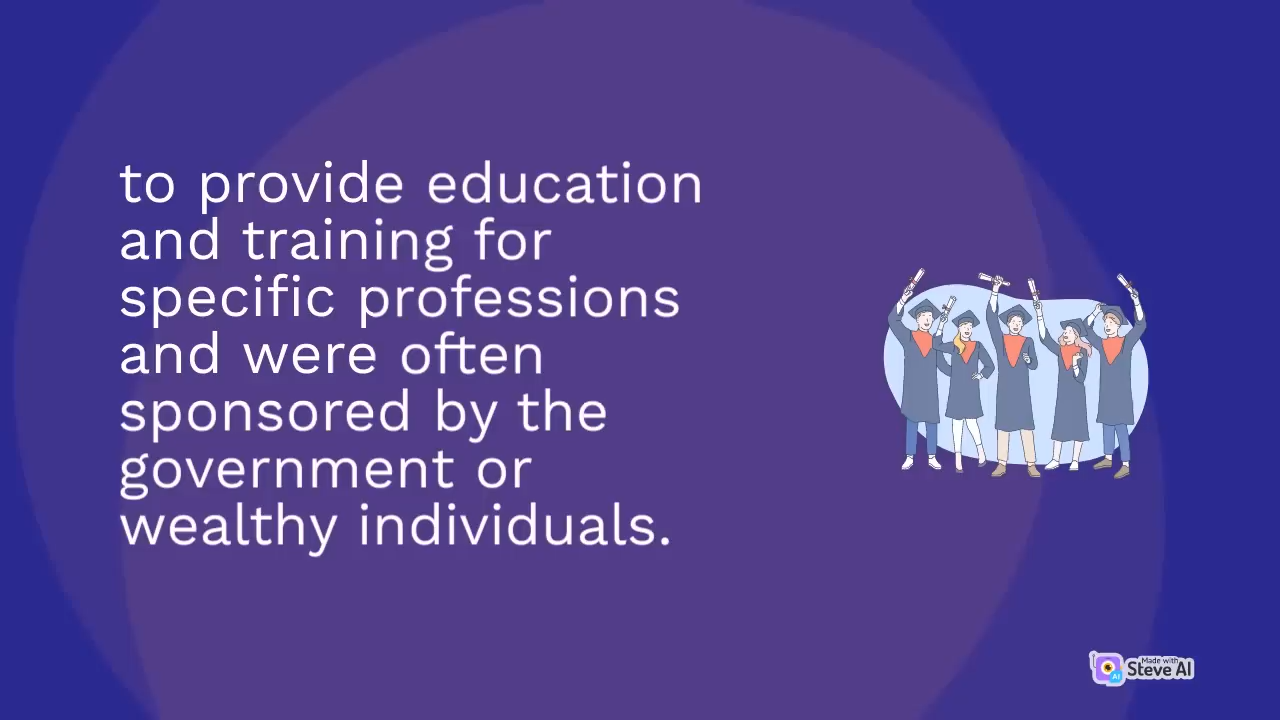 to provide education
and training for
specific professions
and were often
sponsored by the
government or
wealthy individuals.
Made with
Steve AI
AI